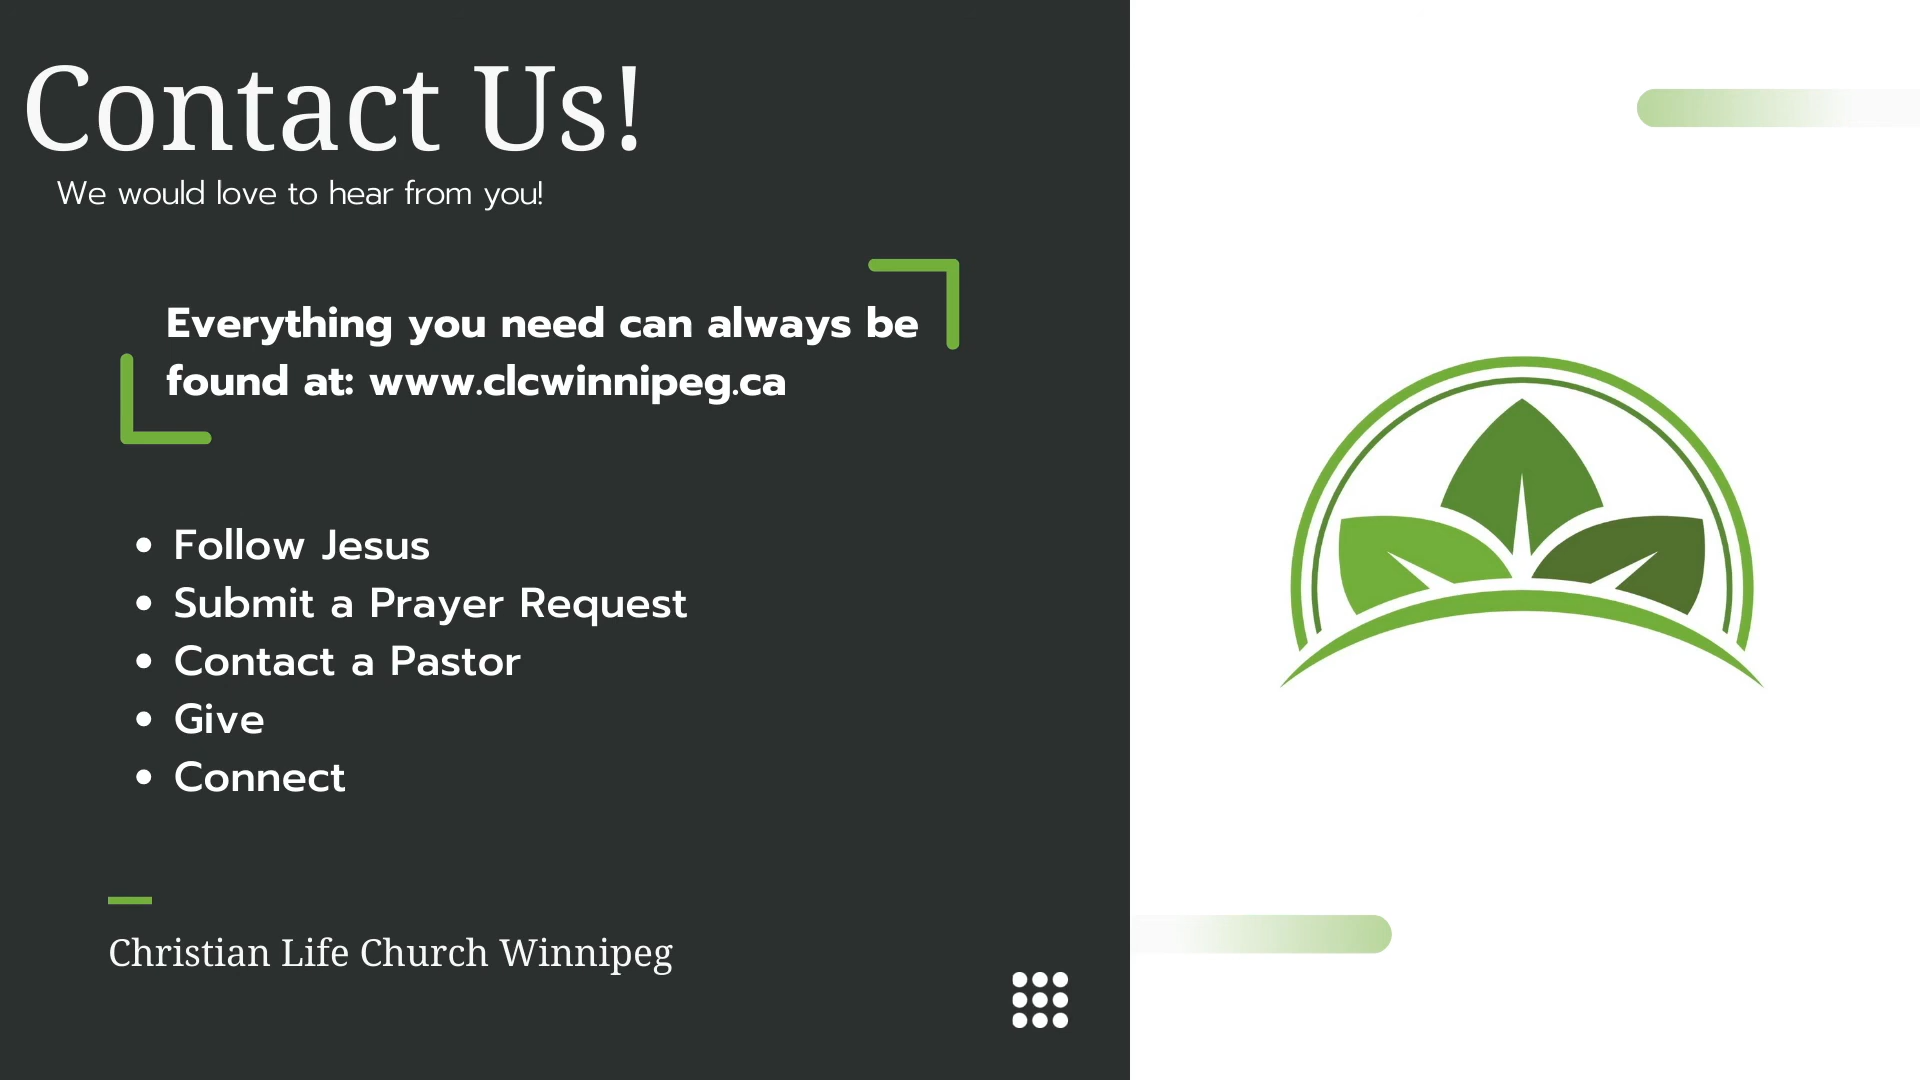 Contact Us!
We would love to hear from you!
Everything you need can always be
found at: www.clcwinnipeg.ca
• Follow Jesus
• Submit a Prayer Request
• Contact a Pastor
• Give
• Connect
Christian Life Church Winnipeg